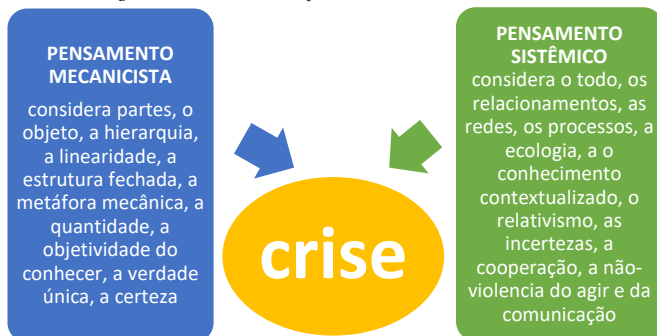 PENSAMENTO
MECANICISTA
considera partes, o
objeto, a hierarquia,
a linearidade, a
estrutura fechada, a
metáfora mecânica, a
quantidade, a
objetividade do
conhecer, a verdade
única, a certeza
crise
PENSAMENTO
SISTÊMICO
considera o todo, os
relacionamentos, as
redes, os processos, a
ecologia, a o
conhecimento
contextualizado, o
relativismo, as
incertezas, a
cooperação, a não-
violencia do agir e da
comunicação